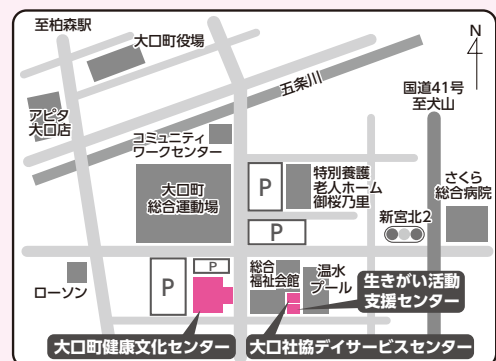 至柏森駅
大口町役場
N
五条川
国道41号
至犬山
アピタ
大口店
コミュニティ
ワークセンター
P
特別養護
老人ホーム
御桜乃里
さくら
総合病院
大口町
総合運動場
新宮北2
P
P
P
総合
福祉会館
温水
プール
生きがい活動
支援センター
ローソン
大口町健康文化センター
大口社協デイサービスセンター